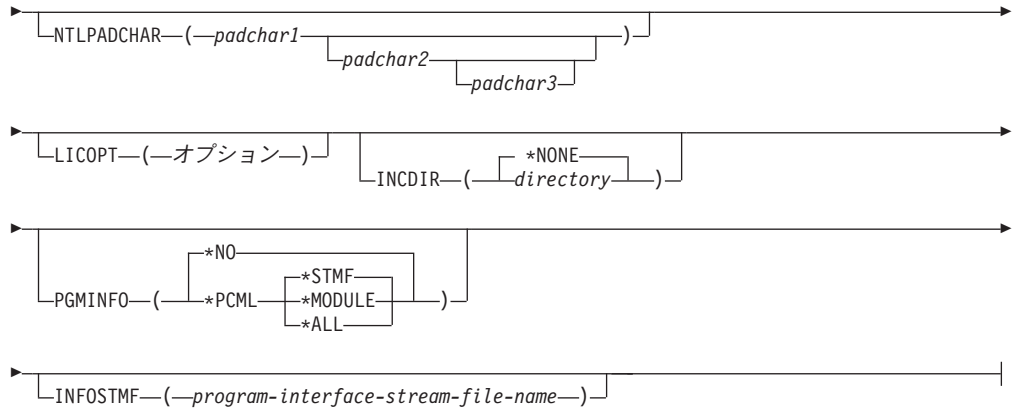 NTLPADCHAR ( padchar1 )
padchar2
padchar3
LICOPT ( オプション )
*NONE
INCDIR ( directory )
*NO
*STMF
PGMINFO ( *PCML *MODULE )
*ALL
INFOSTMF ( program-interface-stream-file-name )